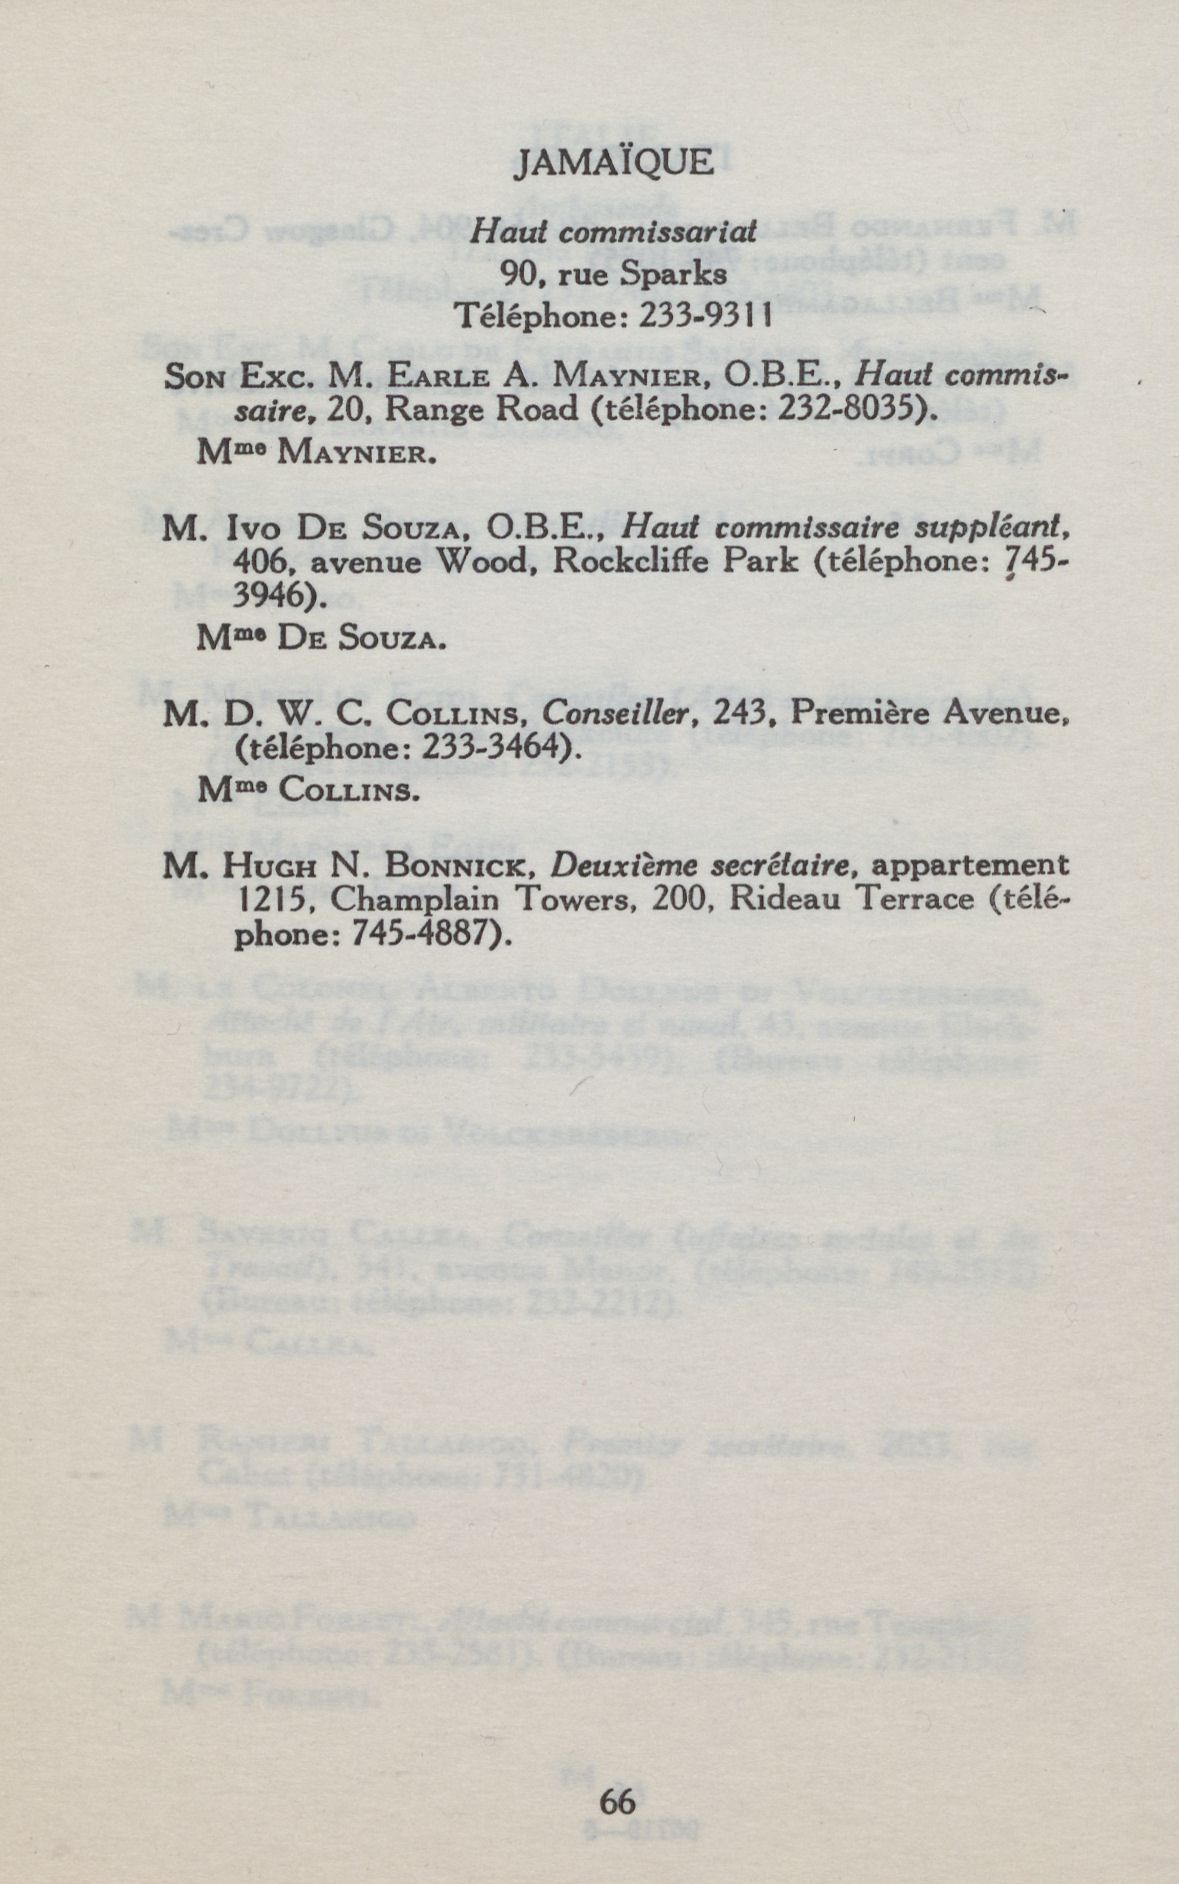 JAMAÏQUE
Haut commissariat
90, rue Sparks
Téléphone: 233-9311
SON EXC. M. EARLE A. MAYNIER, O.B.E., Haut commis-
saire, 20, Range Road (téléphone: 232-8035).
Mme MAYNIER.
M. IVO DE SOUZA, O.B.E., Haut commissaire suppléant,
406, avenue Wood, Rockcliffe Park (téléphone: 745-
3946).
Mme DE SOUZA.
M. D. W. C. COLLINS, Conseiller, 243, Première Avenue,
(téléphone: 233-3464).
Mme COLLINS.
M. HUGH N. BONNICK, Deuxième secrétaire, appartement
1215, Champlain Towers, 200, Rideau Terrace (télé-
phone: 745-4887).
66